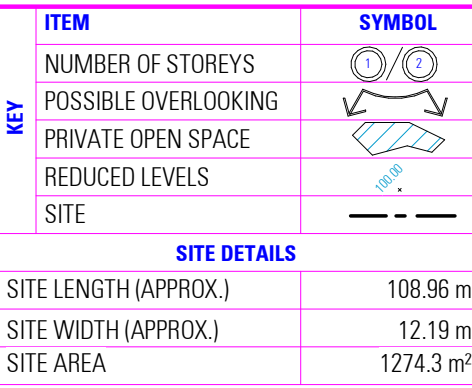 KEY
ITEM SYMBOL
NUMBER OF STOREYS 1 / 2
POSSIBLE OVERLOOKING
PRIVATE OPEN SPACE
REDUCED LEVELS 100.00
SITE
SITE DETAILS
SITE LENGTH (APPROX.) 108.96 m
SITE WIDTH (APPROX.) 12.19 m
SITE AREA 1274.3 m²